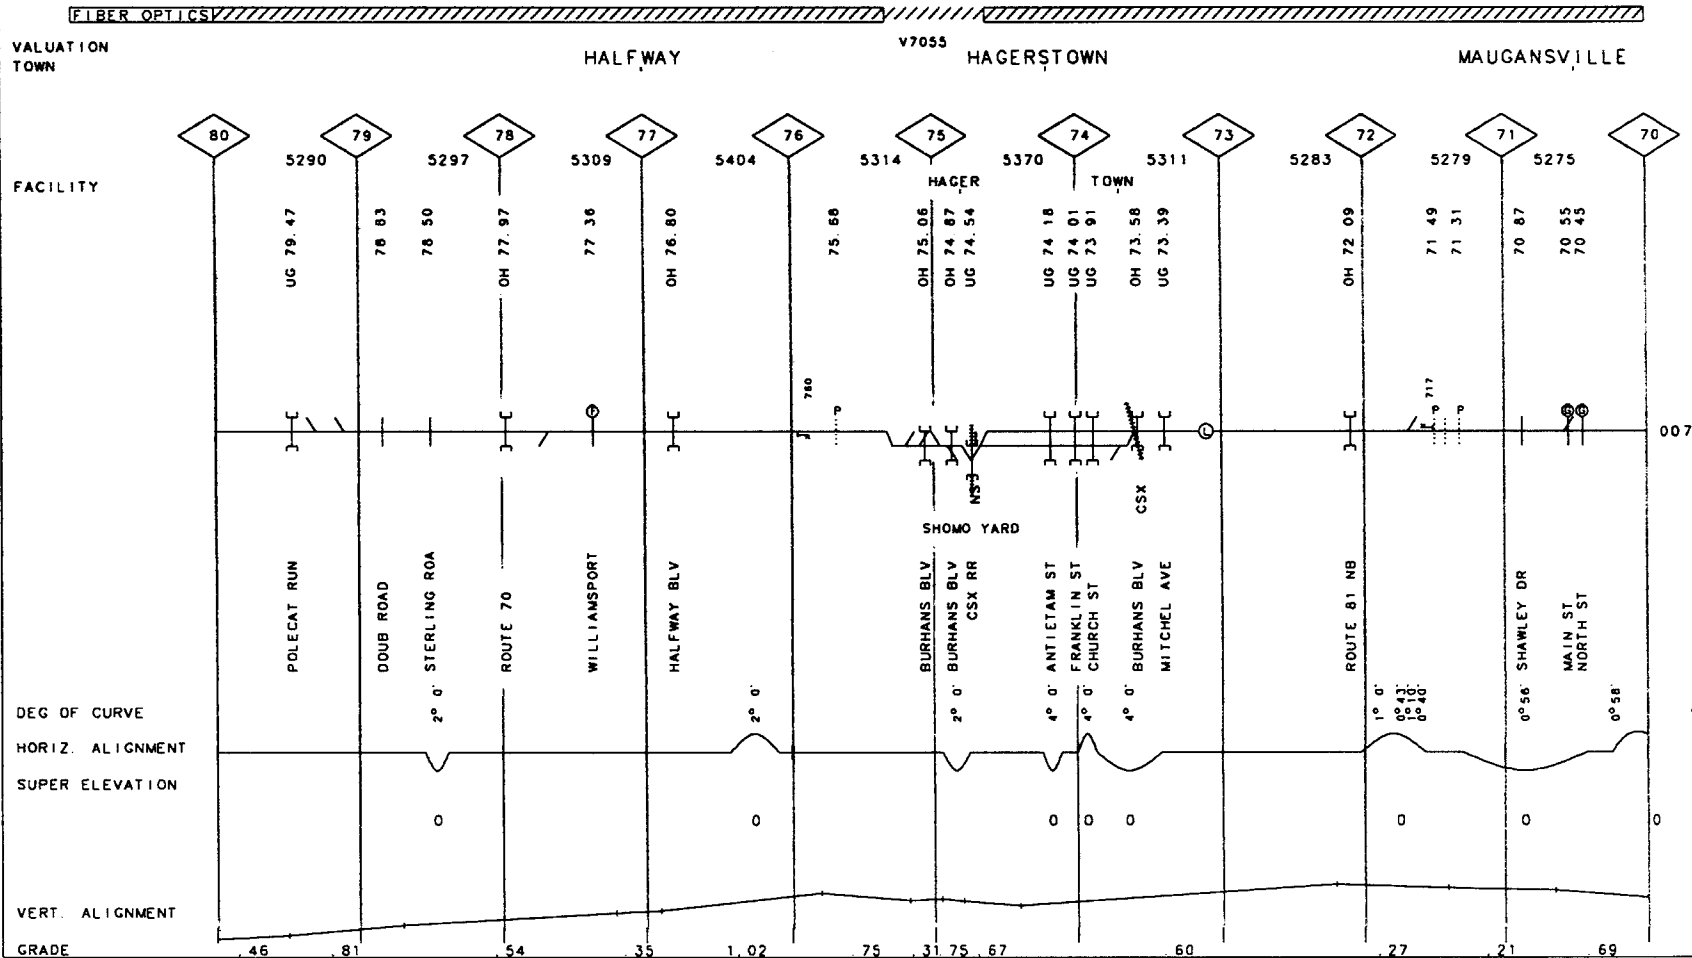 FIBER OPTICS
VALUATION V7055
TOWN HALFWAY HAGERSTOWN MAUGANSVILLE
80 79 78 77 76 75 74 73 72 71 70
5290 5297 5309 5404 5314 5370 5311 5283 5279 5275
FACILITY HAGER TOWN
UG 79.47
78 83
78 50
OH 77.97
77 36
OH 76.80
75.68
OH 75.06
OH 74.87
UG 74.54
UG 74 18
UG 74 01
UG 73 91
OH 73.58
UG 73.39
OH 72 09
71 49
71 31
70 87
70 55
70 45
760
P
717
P P
F
L
G G
007
NS
CSX
SHOMO YARD
POLECAT RUN
DOUB ROAD
STERLING ROA
ROUTE 70
WILLIAMSPORT
HALFWAY BLV
BURHANS BLV
BURHANS BLV
CSX RR
ANTIETAM ST
FRANKLIN ST
CHURCH ST
BURHANS BLV
MITCHEL AVE
ROUTE 81 NB
SHAWLEY DR
MAIN ST
NORTH ST
DEG OF CURVE 2° 0' 2° 0' 2° 0' 4° 0' 4° 0' 4° 0' 1° 0' 0°43' 1°10' 0°40' 0°56' 0°58'
HORIZ. ALIGNMENT
SUPER ELEVATION
0 0 0 0 0 0 0 0
VERT. ALIGNMENT
GRADE .46 .81 .54 .35 1.02 .75 .31 .75 .67 .60 .27 .21 .69